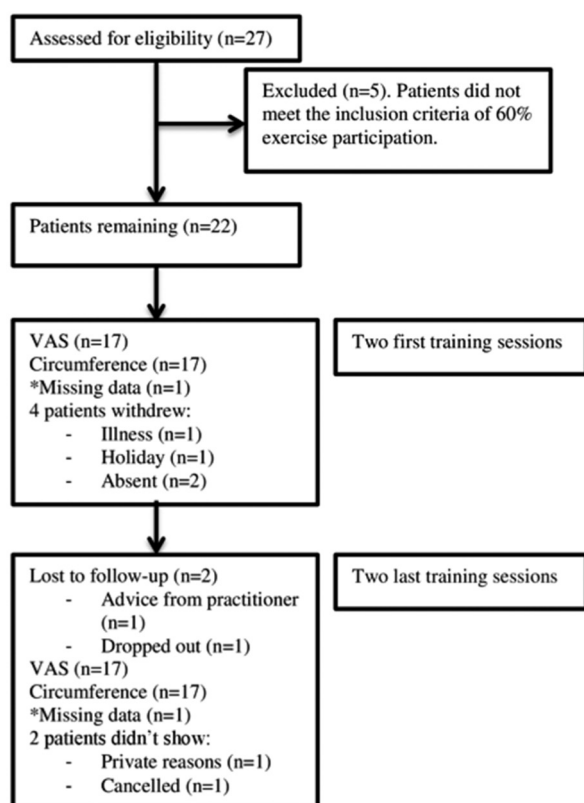 Assessed for eligibility (n=27)
Excluded (n=5). Patients did not
meet the inclusion criteria of 60%
exercise participation.
Patients remaining (n=22)
VAS (n=17)
Circumference (n=17)
*Missing data (n=1)
4 patients withdrew:
- Illness (n=1)
- Holiday (n=1)
- Absent (n=2)
Two first training sessions
Lost to follow-up (n=2)
- Advice from practitioner
(n=1)
- Dropped out (n=1)
VAS (n=17)
Circumference (n=17)
*Missing data (n=1)
2 patients didn't show:
- Private reasons (n=1)
- Cancelled (n=1)
Two last training sessions